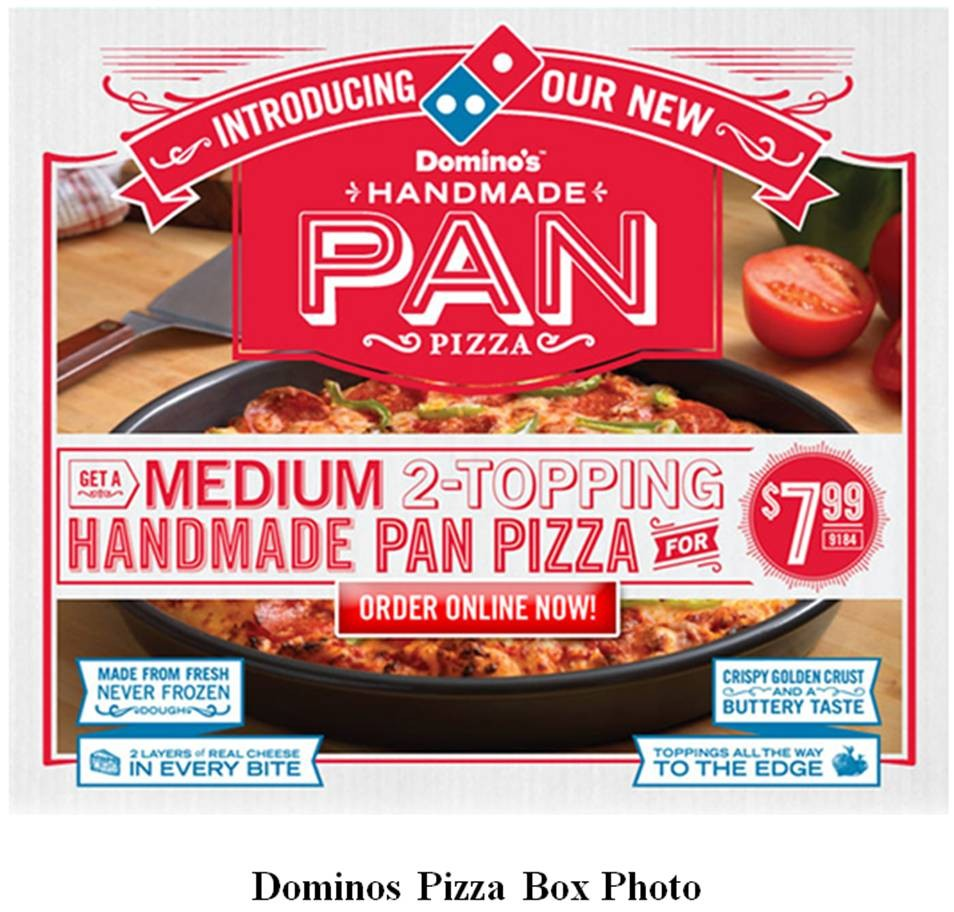 INTRODUCING OUR NEW
Domino's™
HANDMADE
PAN
PIZZA
GET A MEDIUM 2-TOPPING
HANDMADE PAN PIZZA FOR
$7.99
9184
ORDER ONLINE NOW!
MADE FROM FRESH
NEVER FROZEN
DOUGH
CRISPY GOLDEN CRUST
AND A
BUTTERY TASTE
2 LAYERS of REAL CHEESE
IN EVERY BITE
TOPPINGS ALL THE WAY
TO THE EDGE
Dominos Pizza Box Photo